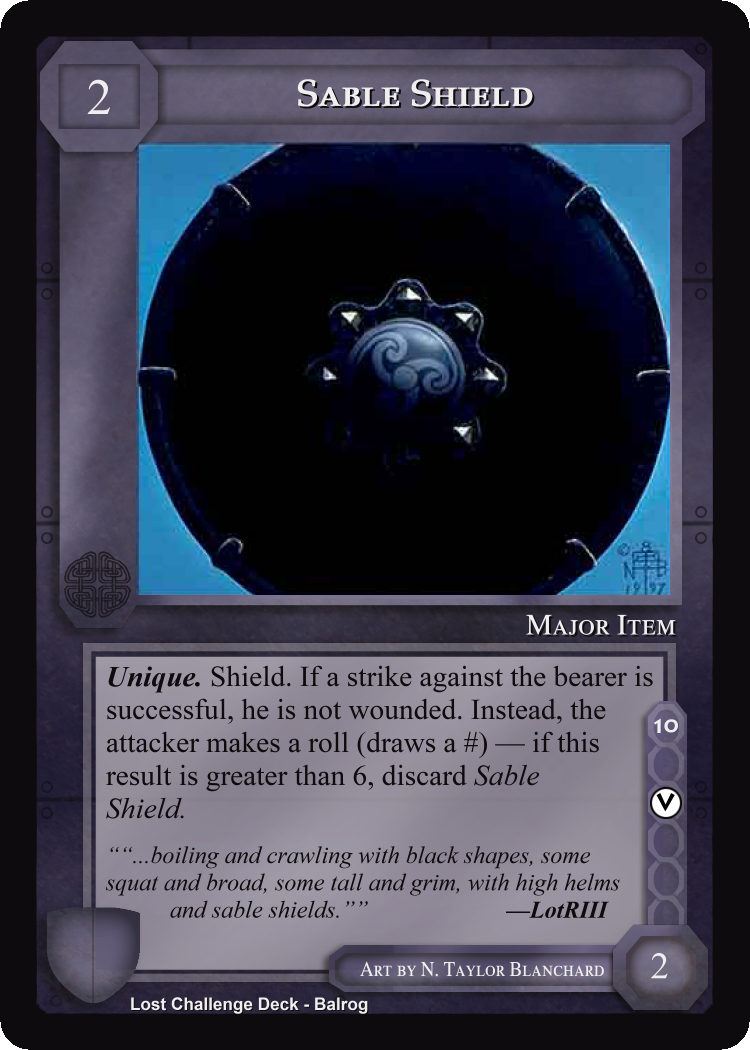 2
SABLE SHIELD
© N 1997
MAJOR ITEM
Unique. Shield. If a strike against the bearer is
successful, he is not wounded. Instead, the
attacker makes a roll (draws a #) — if this
result is greater than 6, discard Sable
Shield.
10
V
““...boiling and crawling with black shapes, some
squat and broad, some tall and grim, with high helms
and sable shields.”” —LotRIII
ART BY N. TAYLOR BLANCHARD
2
Lost Challenge Deck - Balrog